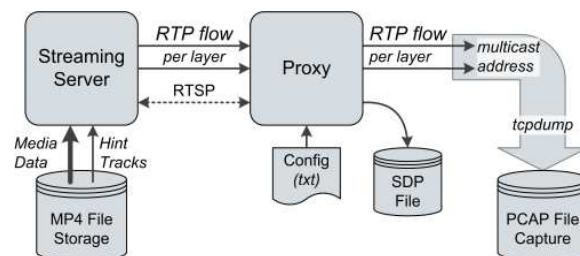 Streaming
Server
RTP flow
per layer
RTSP
Proxy
RTP flow
per layer
multicast
address
tcpdump
Media
Data
Hint
Tracks
MP4 File
Storage
Config
(txt)
SDP
File
PCAP File
Capture